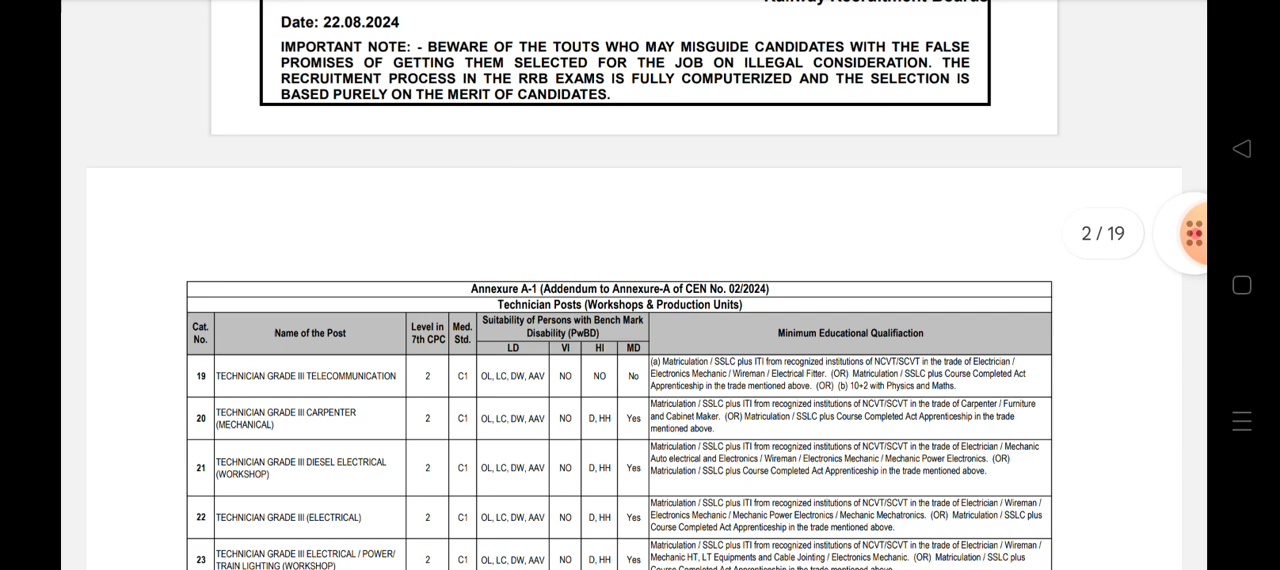 Railway Recruitment Boards
Date: 22.08.2024
IMPORTANT NOTE: - BEWARE OF THE TOUTS WHO MAY MISGUIDE CANDIDATES WITH THE FALSE
PROMISES OF GETTING THEM SELECTED FOR THE JOB ON ILLEGAL CONSIDERATION. THE
RECRUITMENT PROCESS IN THE RRB EXAMS IS FULLY COMPUTERIZED AND THE SELECTION IS
BASED PURELY ON THE MERIT OF CANDIDATES.
2 / 19
Annexure A-1 (Addendum to Annexure-A of CEN No. 02/2024)
Technician Posts (Workshops & Production Units)
Cat. No.
Name of the Post
Level in 7th CPC
Med. Std.
Suitability of Persons with Bench Mark
Disability (PwBD)
LD VI HI MD
Minimum Educational Qualifiaction
19 TECHNICIAN GRADE III TELECOMMUNICATION 2 C1 OL, LC, DW, AAV NO NO No
(a) Matriculation / SSLC plus ITI from recognized institutions of NCVT/SCVT in the trade of Electrician /
Electronics Mechanic / Wireman / Electrical Fitter. (OR) Matriculation / SSLC plus Course Completed Act
Apprenticeship in the trade mentioned above. (OR) (b) 10+2 with Physics and Maths.
20 TECHNICIAN GRADE III CARPENTER
(MECHANICAL) 2 C1 OL, LC, DW, AAV NO D, HH Yes
Matriculation / SSLC plus ITI from recognized institutions of NCVT/SCVT in the trade of Carpenter / Furniture
and Cabinet Maker. (OR) Matriculation / SSLC plus Course Completed Act Apprenticeship in the trade
mentioned above.
21 TECHNICIAN GRADE III DIESEL ELECTRICAL
(WORKSHOP) 2 C1 OL, LC, DW, AAV NO D, HH Yes
Matriculation / SSLC plus ITI from recognized institutions of NCVT/SCVT in the trade of Electrician / Mechanic
Auto electrical and Electronics / Wireman / Electronics Mechanic / Mechanic Power Electronics. (OR)
Matriculation / SSLC plus Course Completed Act Apprenticeship in the trade mentioned above.
22 TECHNICIAN GRADE III (ELECTRICAL) 2 C1 OL, LC, DW, AAV NO D, HH Yes
Matriculation / SSLC plus ITI from recognized institutions of NCVT/SCVT in the trade of Electrician / Wireman /
Electronics Mechanic / Mechanic Power Electronics / Mechanic Mechatronics. (OR) Matriculation / SSLC plus
Course Completed Act Apprenticeship in the trade mentioned above.
23 TECHNICIAN GRADE III ELECTRICAL / POWER/
TRAIN LIGHTING (WORKSHOP) 2 C1 OL, LC, DW, AAV NO D, HH Yes
Matriculation / SSLC plus ITI from recognized institutions of NCVT/SCVT in the trade of Electrician / Wireman /
Mechanic HT, LT Equipments and Cable Jointing / Electronics Mechanic. (OR) Matriculation / SSLC plus
Course Completed Act Apprenticeship in the trade mentioned above.